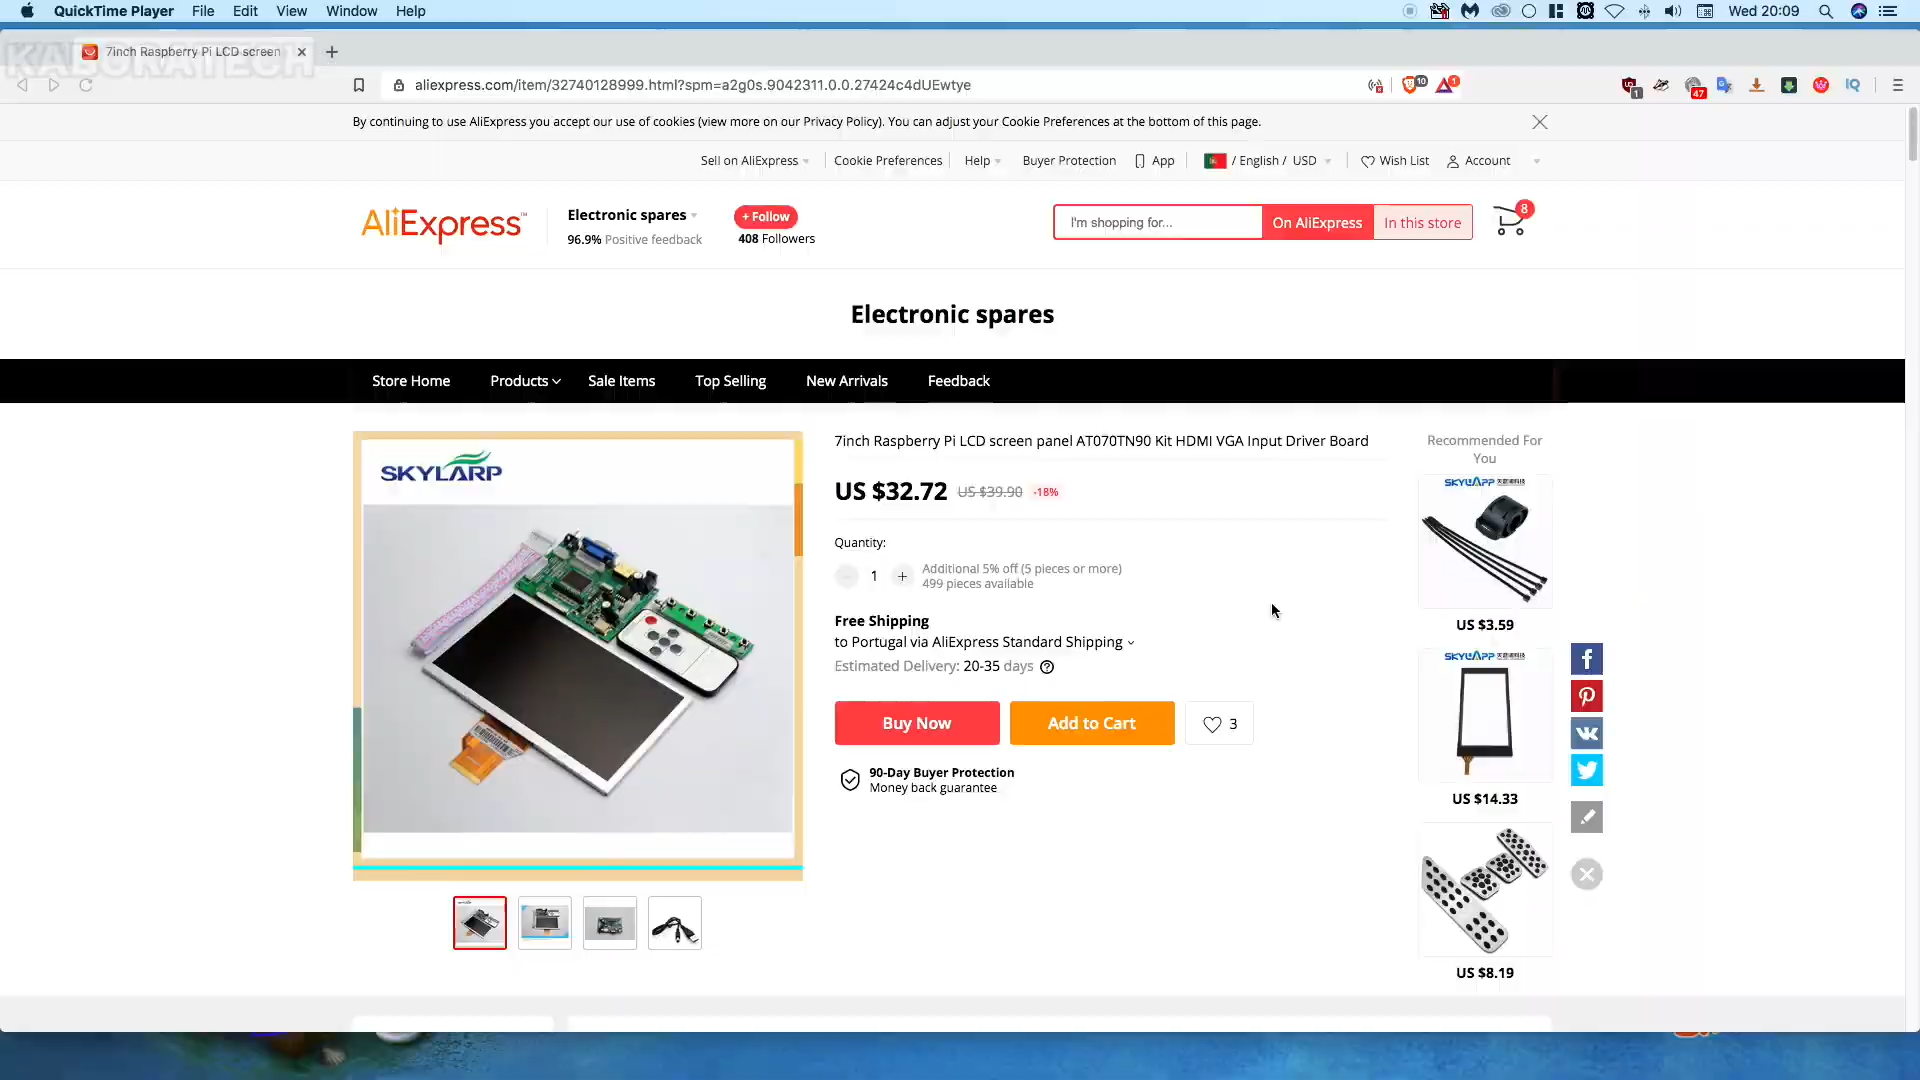 QuickTime Player File Edit View Window Help
Wed 20:09
KABORATECH
7inch Raspberry Pi LCD screen
aliexpress.com/item/32740128999.html?spm=a2g0s.9042311.0.0.27424c4dUEwtye
10
1
1
47
IQ
By continuing to use AliExpress you accept our use of cookies (view more on our Privacy Policy). You can adjust your Cookie Preferences at the bottom of this page.
Sell on AliExpress
Cookie Preferences
Help
Buyer Protection
App
/ English / USD
Wish List
Account
AliExpress™
Electronic spares
96.9% Positive feedback
+ Follow
408 Followers
I'm shopping for...
On AliExpress
In this store
8
Electronic spares
Store Home
Products
Sale Items
Top Selling
New Arrivals
Feedback
SKYLARP
7inch Raspberry Pi LCD screen panel AT070TN90 Kit HDMI VGA Input Driver Board
US $32.72 US $39.90 -18%
Quantity:
1
Additional 5% off (5 pieces or more)
499 pieces available
Free Shipping
to Portugal via AliExpress Standard Shipping
Estimated Delivery: 20-35 days
Buy Now
Add to Cart
3
90-Day Buyer Protection
Money back guarantee
Recommended For
You
US $3.59
US $14.33
US $8.19